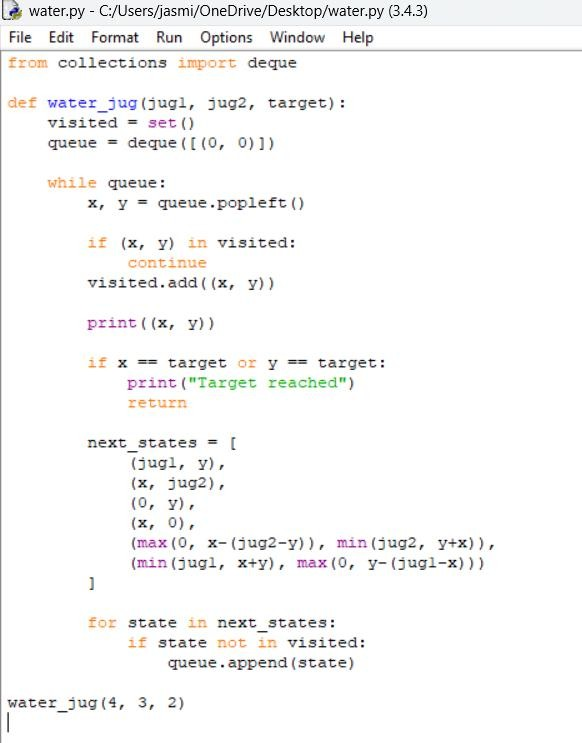 water.py - C:/Users/jasmi/OneDrive/Desktop/water.py (3.4.3)
File Edit Format Run Options Window Help
from collections import deque

def water_jug(jug1, jug2, target):
    visited = set()
    queue = deque([(0, 0)])

    while queue:
        x, y = queue.popleft()

        if (x, y) in visited:
            continue
        visited.add((x, y))

        print((x, y))

        if x == target or y == target:
            print("Target reached")
            return

        next_states = [
            (jug1, y),
            (x, jug2),
            (0, y),
            (x, 0),
            (max(0, x-(jug2-y)), min(jug2, y+x)),
            (min(jug1, x+y), max(0, y-(jug1-x)))
        ]

        for state in next_states:
            if state not in visited:
                queue.append(state)

water_jug(4, 3, 2)